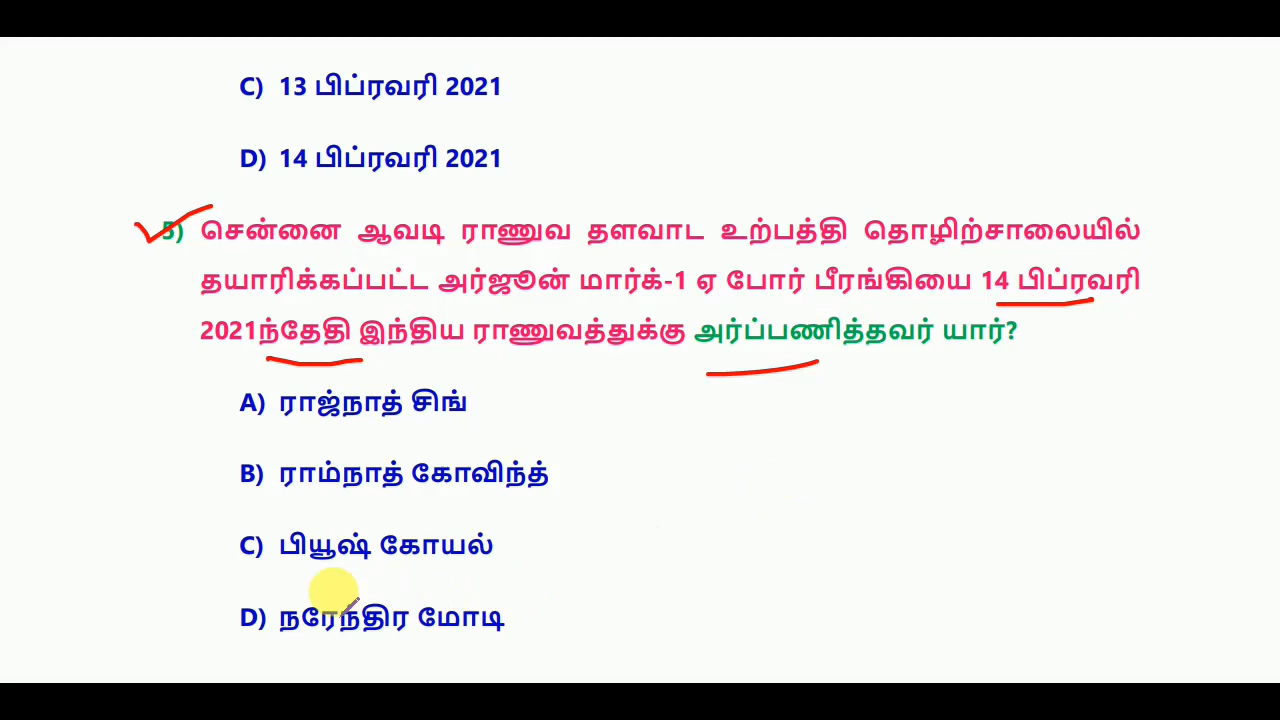 C) 13 பிப்ரவரி 2021
D) 14 பிப்ரவரி 2021
5) சென்னை ஆவடி ராணுவ தளவாட உற்பத்தி தொழிற்சாலையில்
தயாரிக்கப்பட்ட அர்ஜூன் மார்க்-1 ஏ போர் பீரங்கியை 14 பிப்ரவரி
2021ந்தேதி இந்திய ராணுவத்துக்கு அர்ப்பணித்தவர் யார்?
A) ராஜ்நாத் சிங்
B) ராம்நாத் கோவிந்த்
C) பியூஷ் கோயல்
D) நரேந்திர மோடி